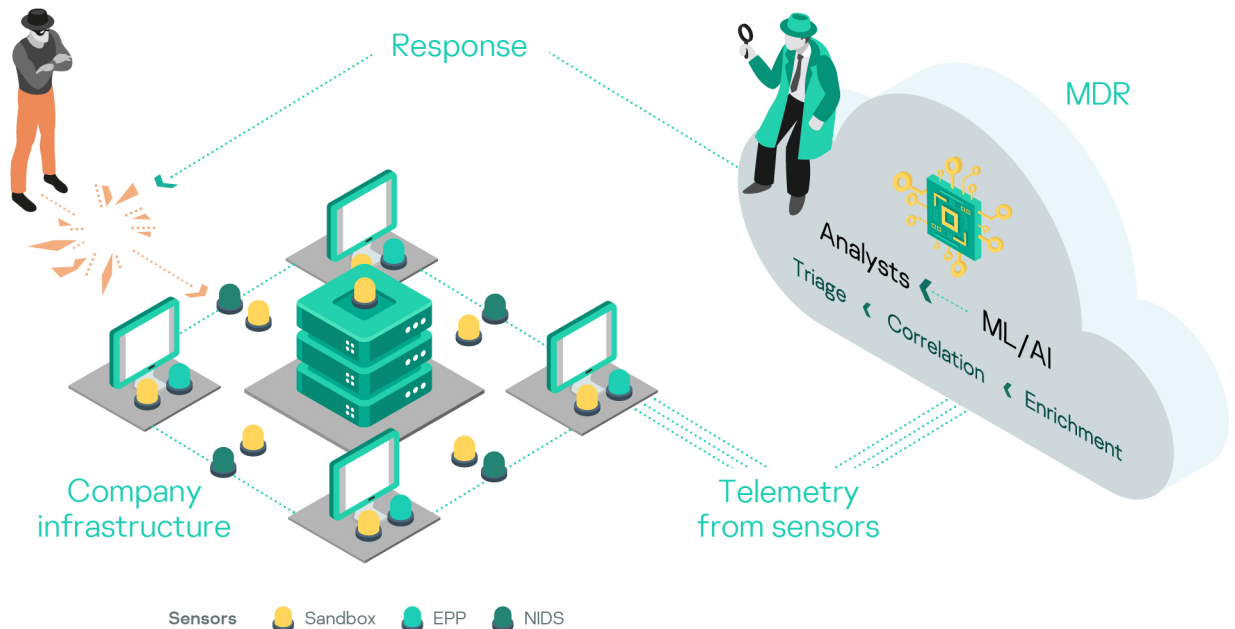 Response
MDR
Analysts
ML/AI
Triage
Correlation
Enrichment
Company
infrastructure
Telemetry
from sensors
Sensors
Sandbox
EPP
NIDS